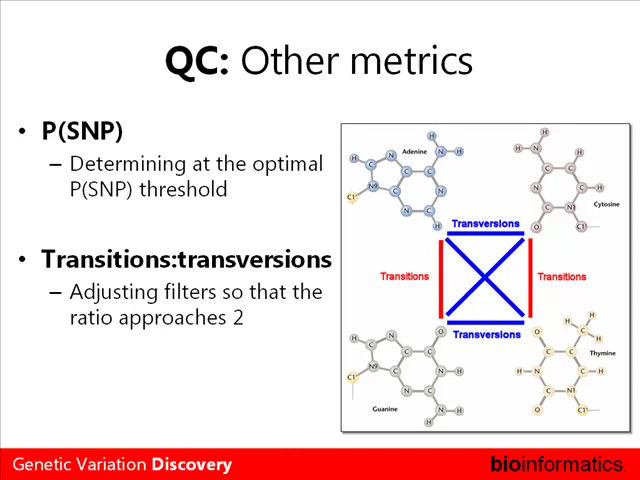 QC: Other metrics
• P(SNP)
– Determining at the optimal
P(SNP) threshold
• Transitions:transversions
– Adjusting filters so that the
ratio approaches 2
Adenine
Cytosine
Transversions
Transitions
Transitions
Transversions
Thymine
Guanine
Genetic Variation Discovery
bioinformatics.